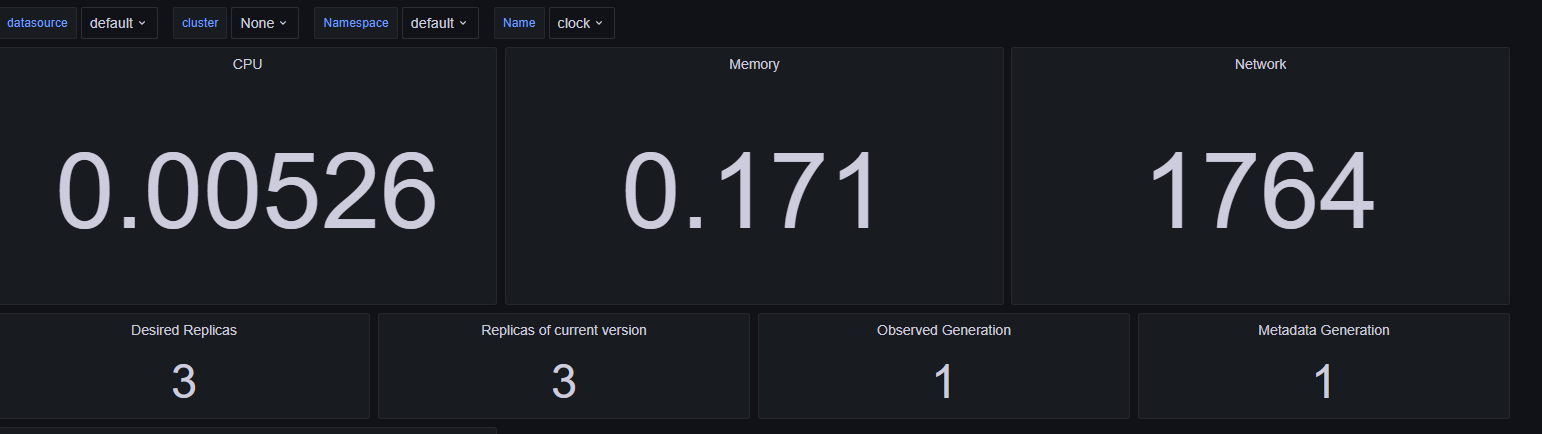 datasource default cluster None Namespace default Name clock
CPU Memory Network
0.00526 0.171 1764
Desired Replicas Replicas of current version Observed Generation Metadata Generation
3 3 1 1